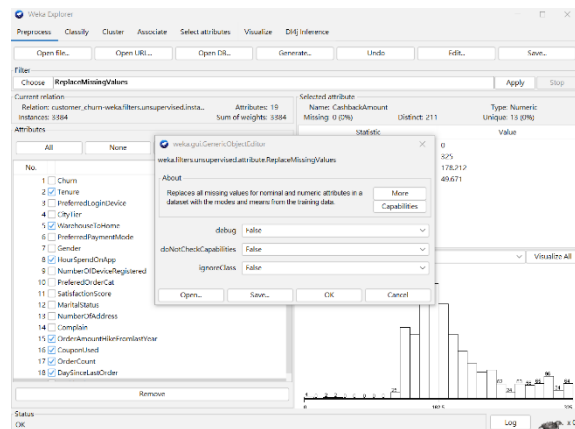 Weka Explorer
Preprocess Classify Cluster Associate Select attributes Visualize Dl4j Inference
Open file... Open URL... Open DB... Generate... Undo Edit... Save...
Filter
Choose ReplaceMissingValues Apply Stop
Current relation
Relation: customer_churn-weka.filters.unsupervised.insta... Attributes: 19
Instances: 3384 Sum of weights: 3384
Selected attribute
Name: CashbackAmount Type: Numeric
Missing: 0 (0%) Distinct: 211 Unique: 13 (0%)
Attributes
All None
No.
1 Churn
2 Tenure
3 PreferredLoginDevice
4 CityTier
5 WarehouseToHome
6 PreferredPaymentMode
7 Gender
8 HourSpendOnApp
9 NumberOfDeviceRegistered
10 PreferedOrderCat
11 SatisfactionScore
12 MaritalStatus
13 NumberOfAddress
14 Complain
15 OrderAmountHikeFromlastYear
16 CouponUsed
17 OrderCount
18 DaySinceLastOrder
Remove
Statistic Value
0
325
178.212
49.671
Visualize All
weka.gui.GenericObjectEditor
weka.filters.unsupervised.attribute.ReplaceMissingValues
About
Replaces all missing values for nominal and numeric attributes in a
dataset with the modes and means from the training data.
More
Capabilities
debug False
doNotCheckCapabilities False
ignoreClass False
Open... Save... OK Cancel
Status
OK
Log
x 0